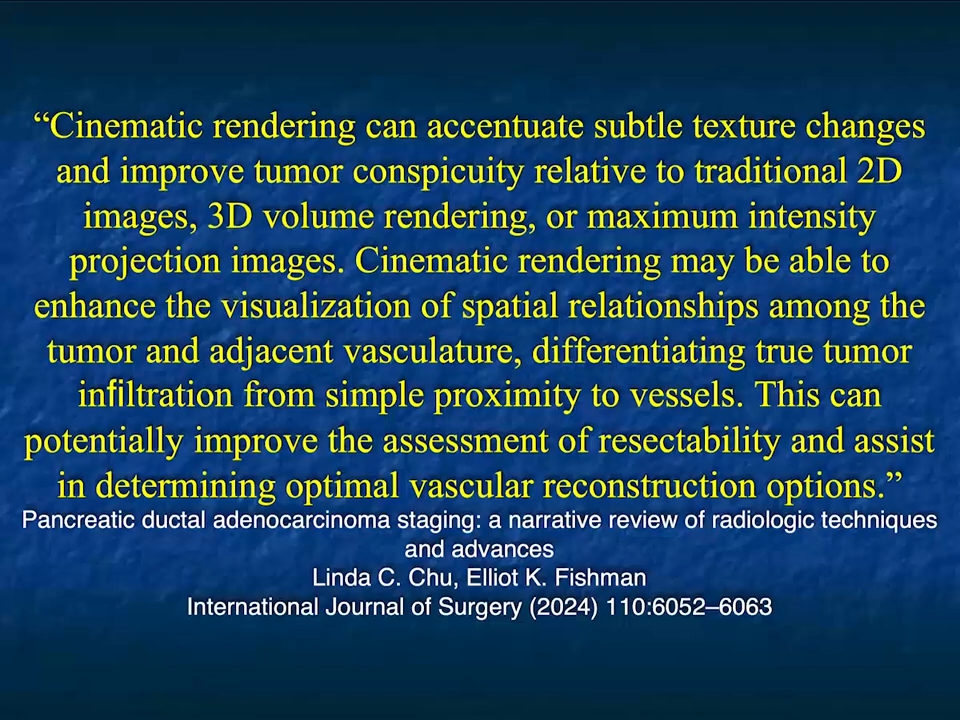 “Cinematic rendering can accentuate subtle texture changes
and improve tumor conspicuity relative to traditional 2D
images, 3D volume rendering, or maximum intensity
projection images. Cinematic rendering may be able to
enhance the visualization of spatial relationships among the
tumor and adjacent vasculature, differentiating true tumor
infiltration from simple proximity to vessels. This can
potentially improve the assessment of resectability and assist
in determining optimal vascular reconstruction options.”
Pancreatic ductal adenocarcinoma staging: a narrative review of radiologic techniques
and advances
Linda C. Chu, Elliot K. Fishman
International Journal of Surgery (2024) 110:6052–6063